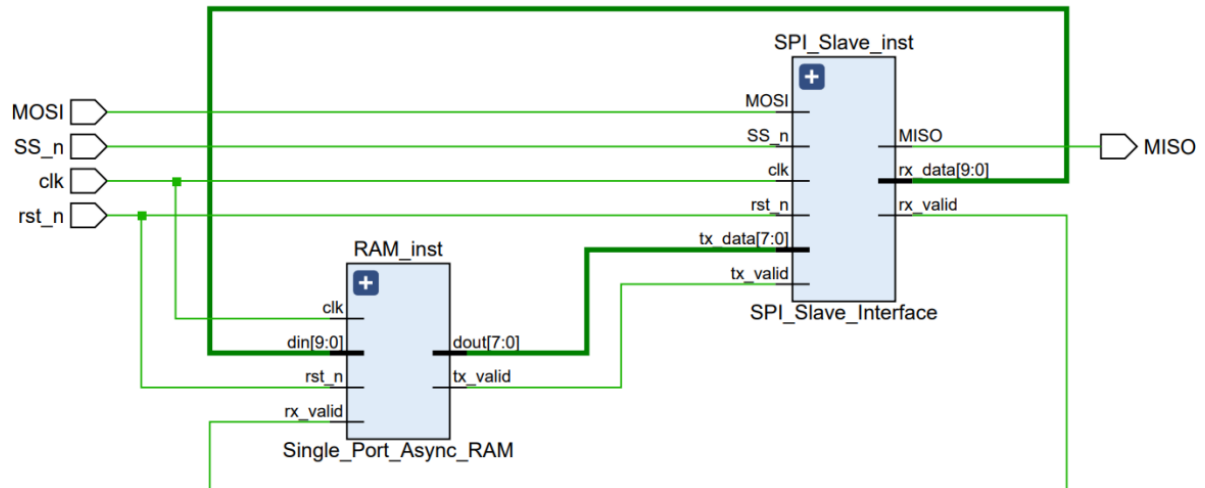 SPI_Slave_inst
MOSI
MOSI
SS_n
SS_n
MISO
MISO
clk
clk
rx_data[9:0]
rst_n
rst_n
rx_valid
RAM_inst
tx_data[7:0]
tx_valid
clk
SPI_Slave_Interface
din[9:0]
dout[7:0]
rst_n
tx_valid
rx_valid
Single_Port_Async_RAM